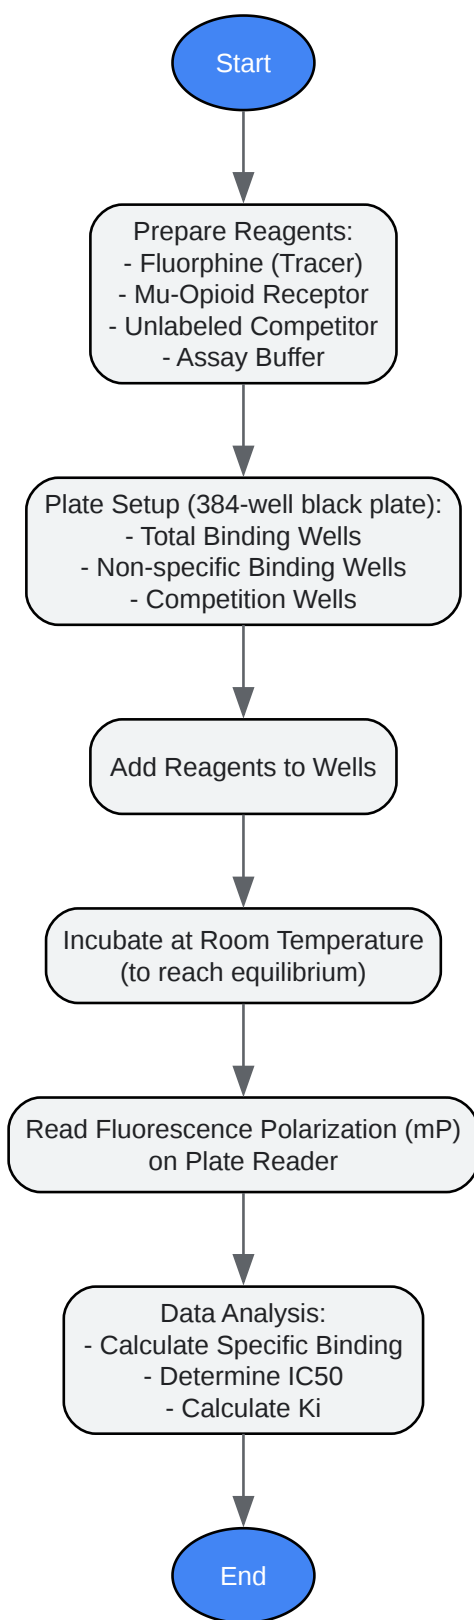 Start
Prepare Reagents:
- Fluorphine (Tracer)
- Mu-Opioid Receptor
- Unlabeled Competitor
- Assay Buffer
Plate Setup (384-well black plate):
- Total Binding Wells
- Non-specific Binding Wells
- Competition Wells
Add Reagents to Wells
Incubate at Room Temperature
(to reach equilibrium)
Read Fluorescence Polarization (mP)
on Plate Reader
Data Analysis:
- Calculate Specific Binding
- Determine IC50
- Calculate Ki
End